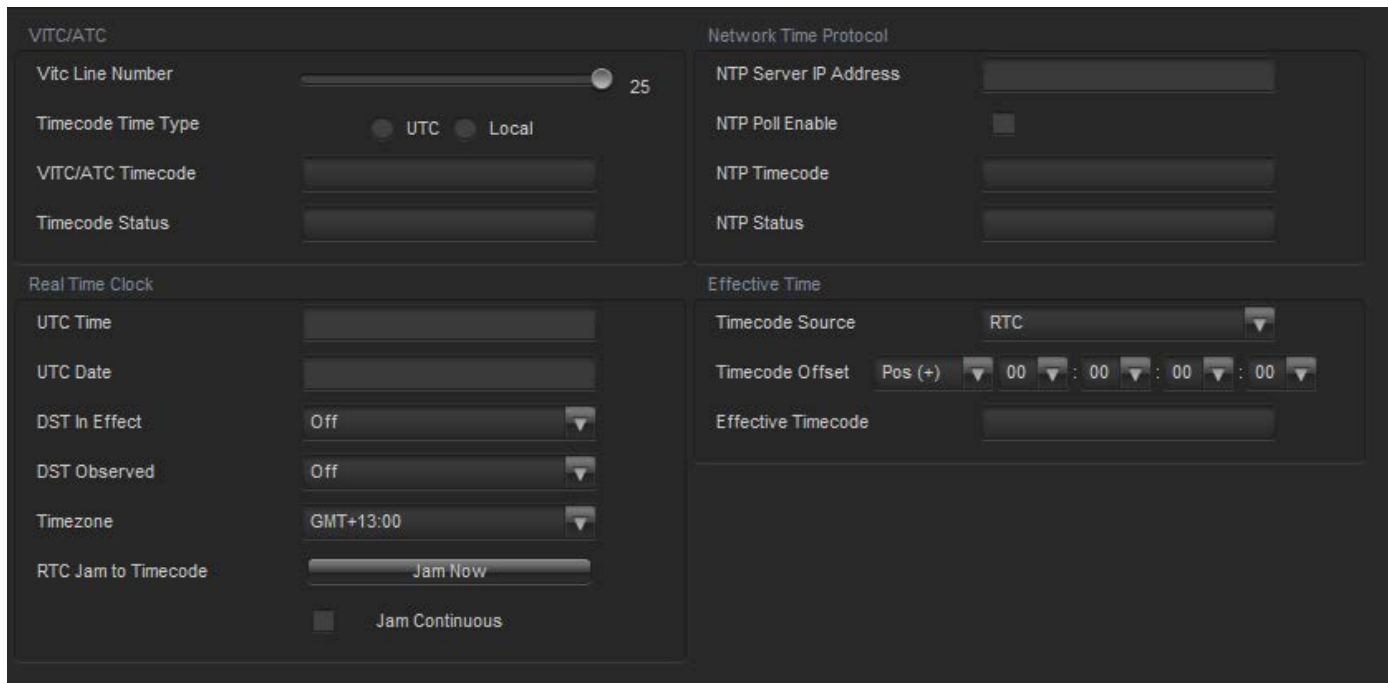 VITC/ATC
Vitc Line Number 25
Timecode Time Type UTC Local
VITC/ATC Timecode
Timecode Status
Network Time Protocol
NTP Server IP Address
NTP Poll Enable
NTP Timecode
NTP Status
Real Time Clock
UTC Time
UTC Date
DST In Effect Off
DST Observed Off
Timezone GMT+13:00
RTC Jam to Timecode Jam Now
Jam Continuous
Effective Time
Timecode Source RTC
Timecode Offset Pos (+) 00 : 00 : 00 : 00
Effective Timecode